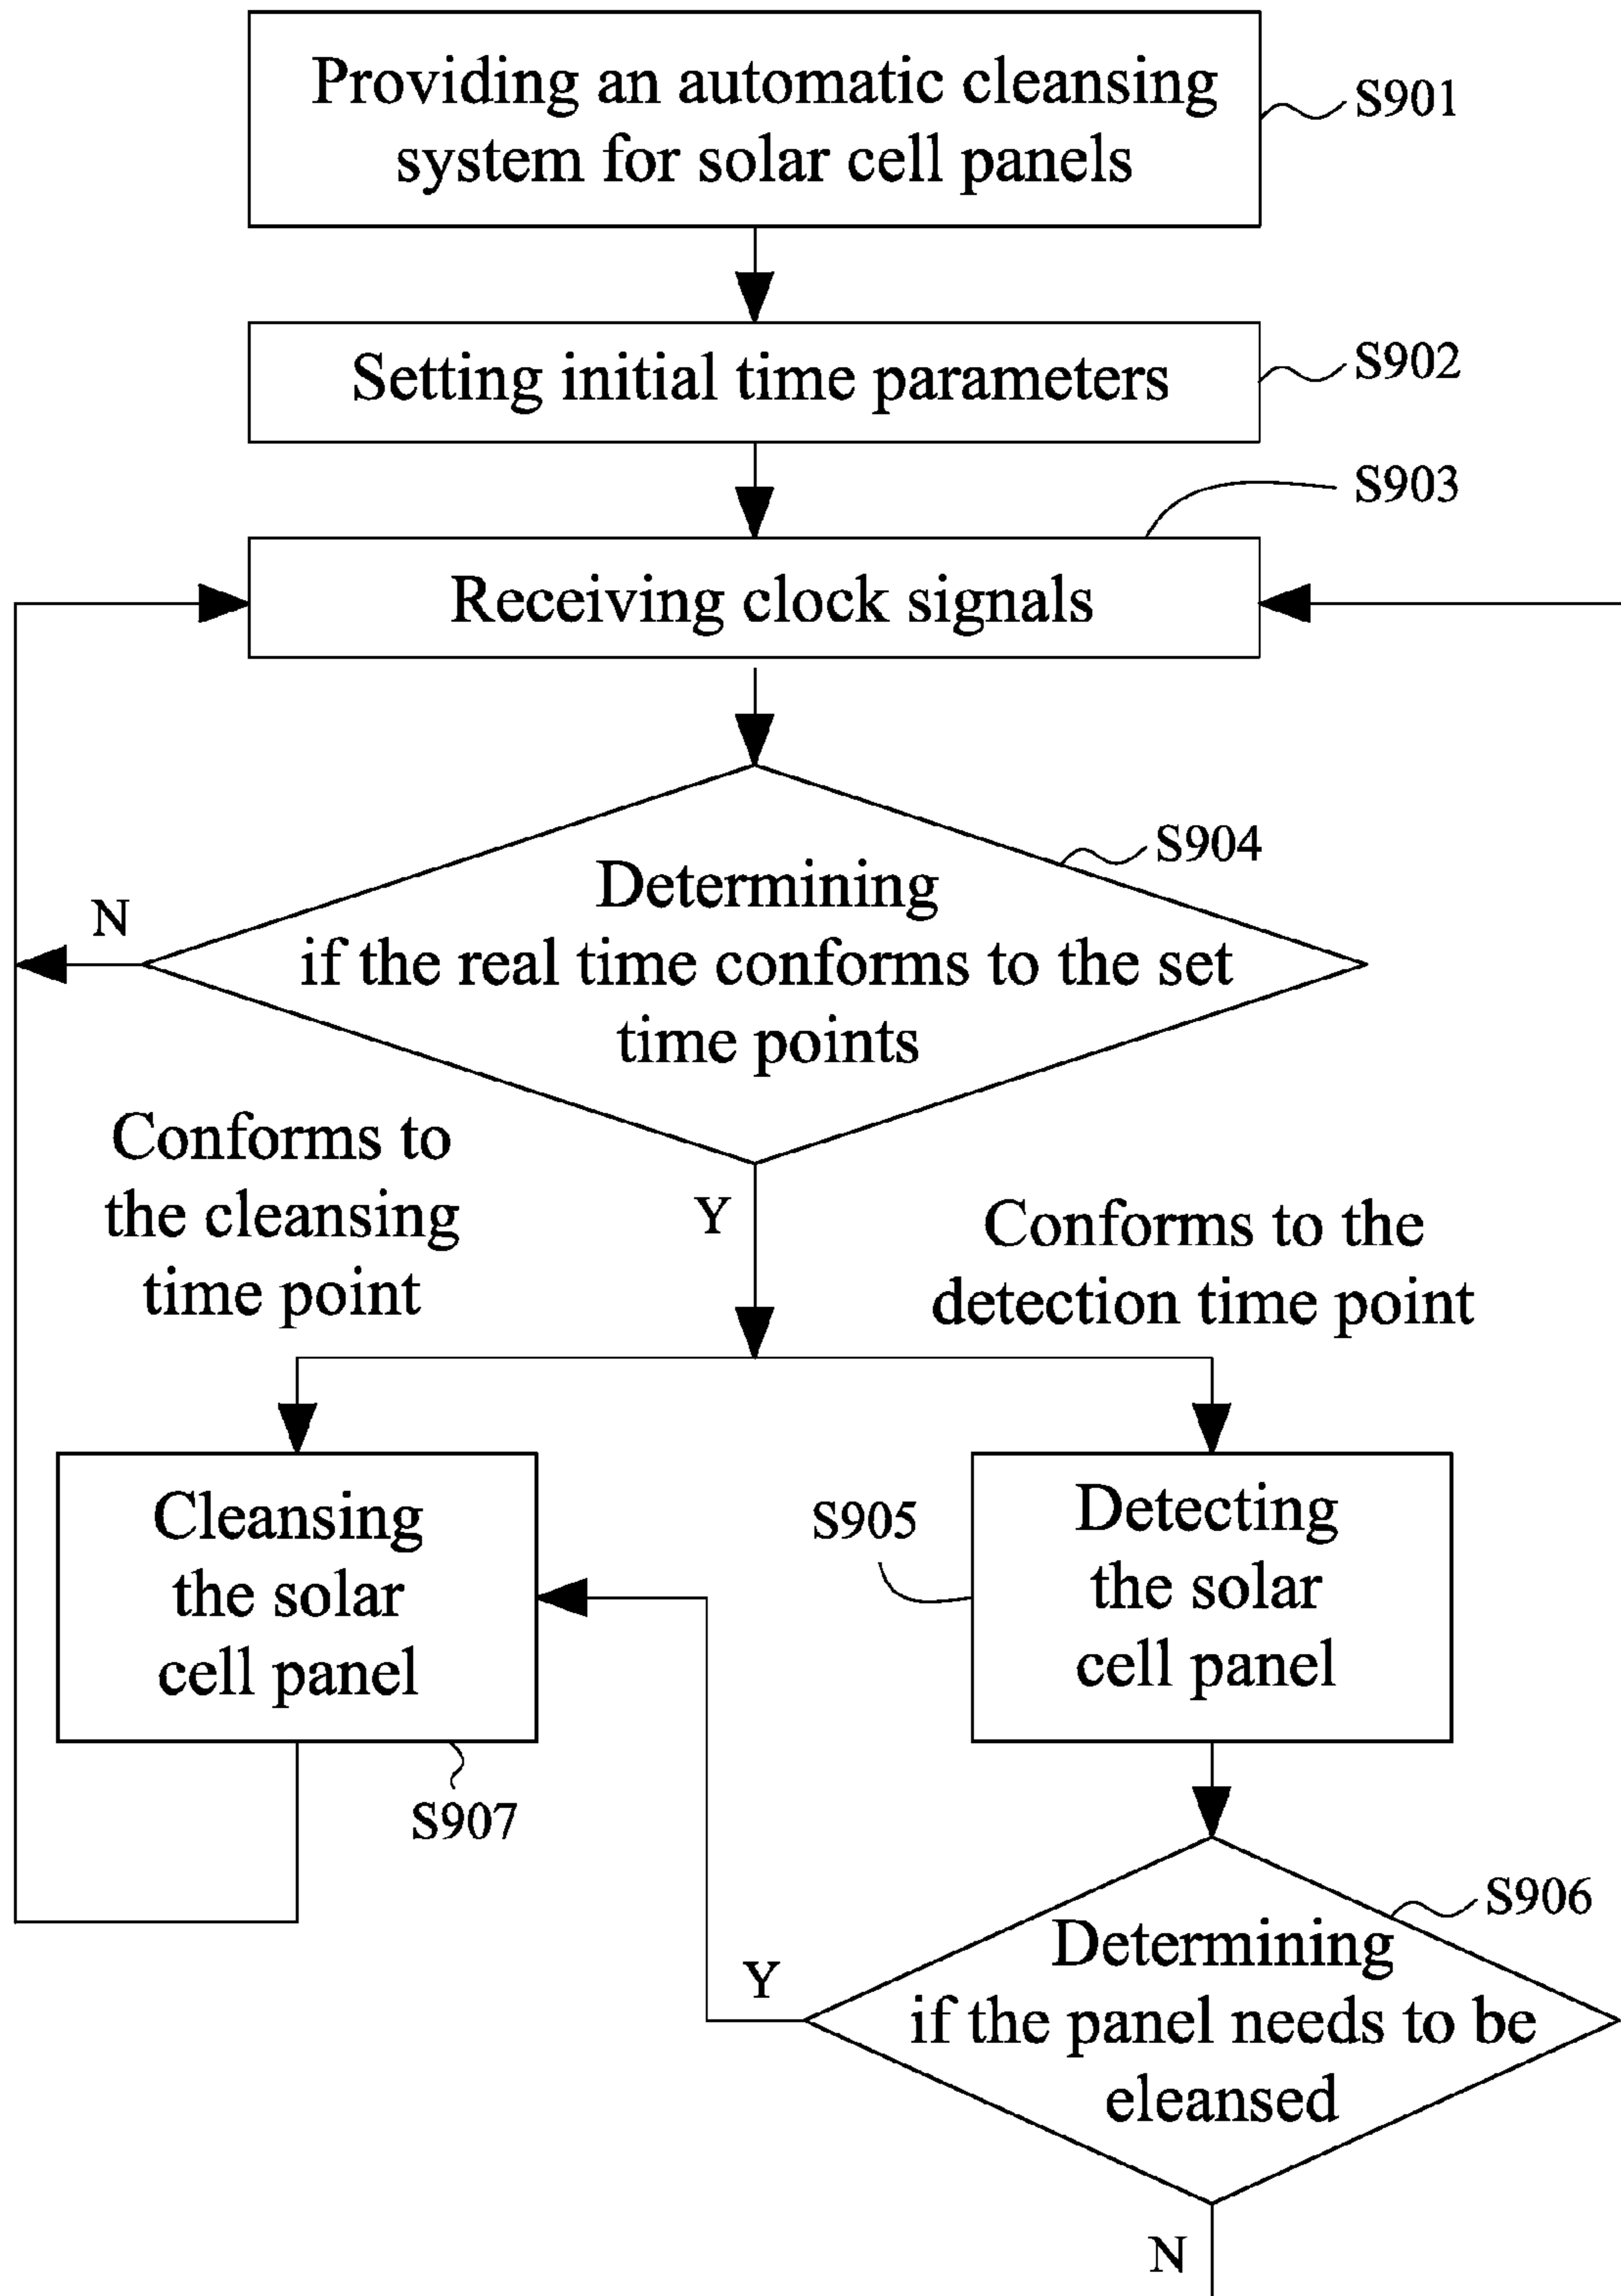 Providing an automatic cleansing
system for solar cell panels
S901
Setting initial time parameters
S902
S903
Receiving clock signals
S904
Determining
if the real time conforms to the set
time points
N
Conforms to
the cleansing
time point
Y
Conforms to the
detection time point
Cleansing
the solar
cell panel
S905
Detecting
the solar
cell panel
S907
S906
Determining
if the panel needs to be
eleansed
Y
N